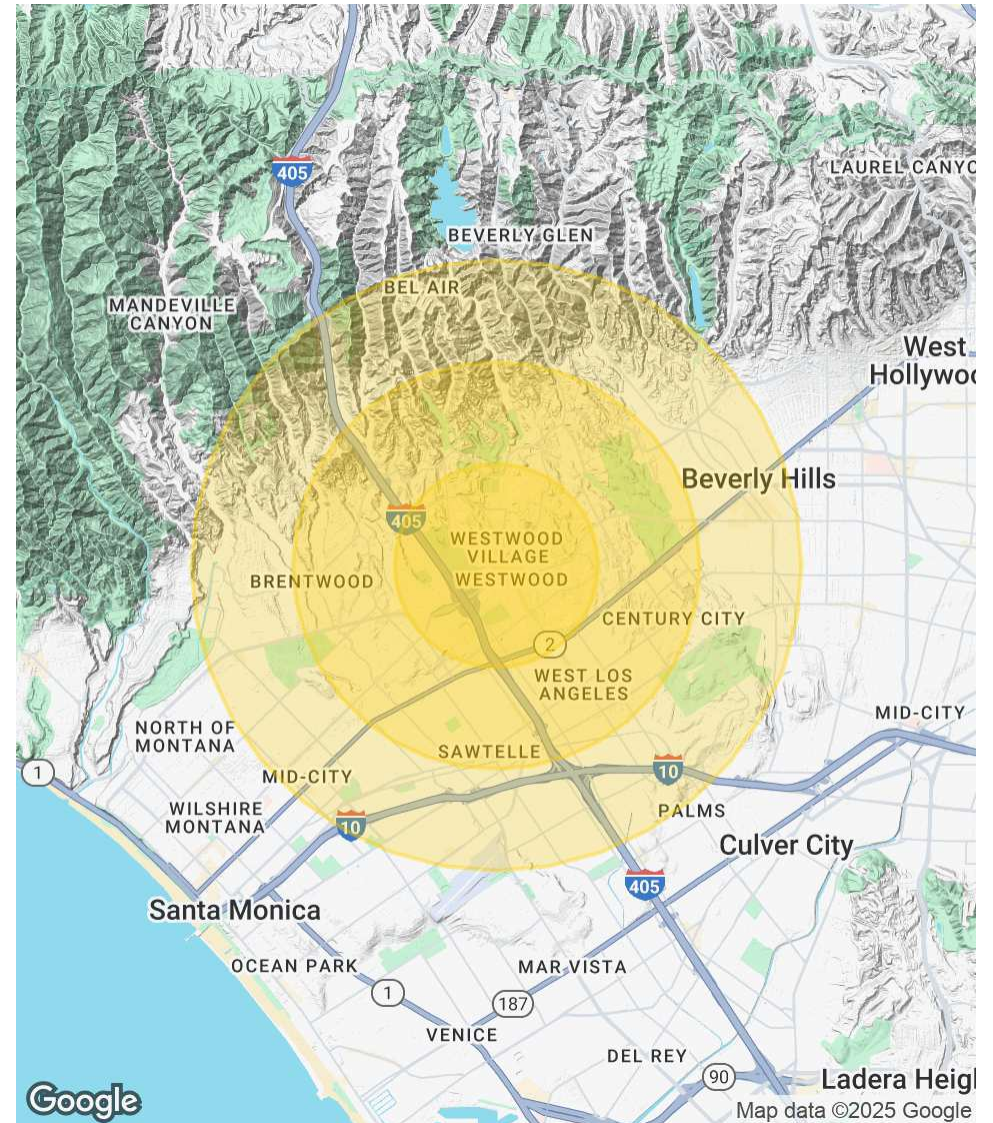 405
LAUREL CANYO
BEVERLY GLEN
BEL AIR
MANDEVILLE
CANYON
West
Hollywoo
Beverly Hills
405
WESTWOOD
VILLAGE
WESTWOOD
BRENTWOOD
CENTURY CITY
2
WEST LOS
ANGELES
NORTH OF
MONTANA
MID-CITY
SAWTELLE
1
MID-CITY
10
WILSHIRE
MONTANA
10
PALMS
Culver City
405
Santa Monica
OCEAN PARK
MAR VISTA
1
187
VENICE
DEL REY
90
Ladera Heigh
Google
Map data ©2025 Google